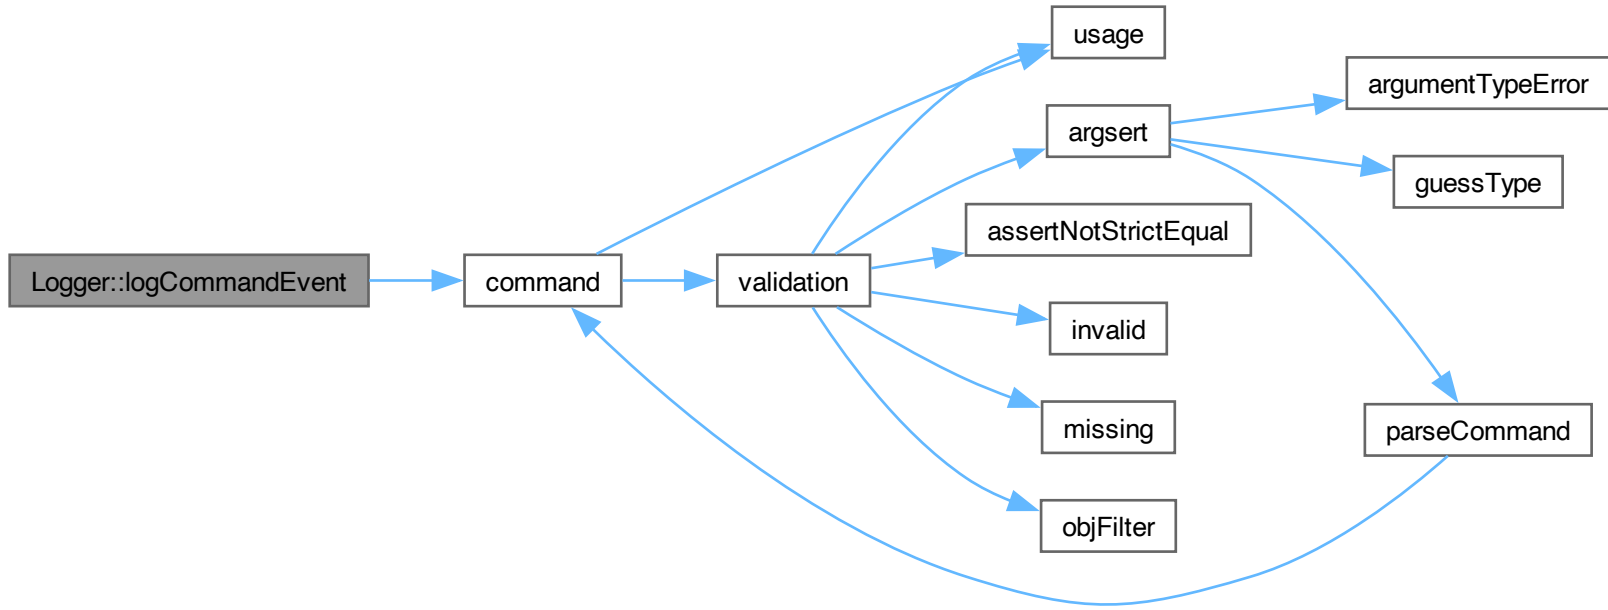 usage
argumentTypeError
argsert
guessType
assertNotStrictEqual
Logger::logCommandEvent
command
validation
invalid
missing
parseCommand
objFilter